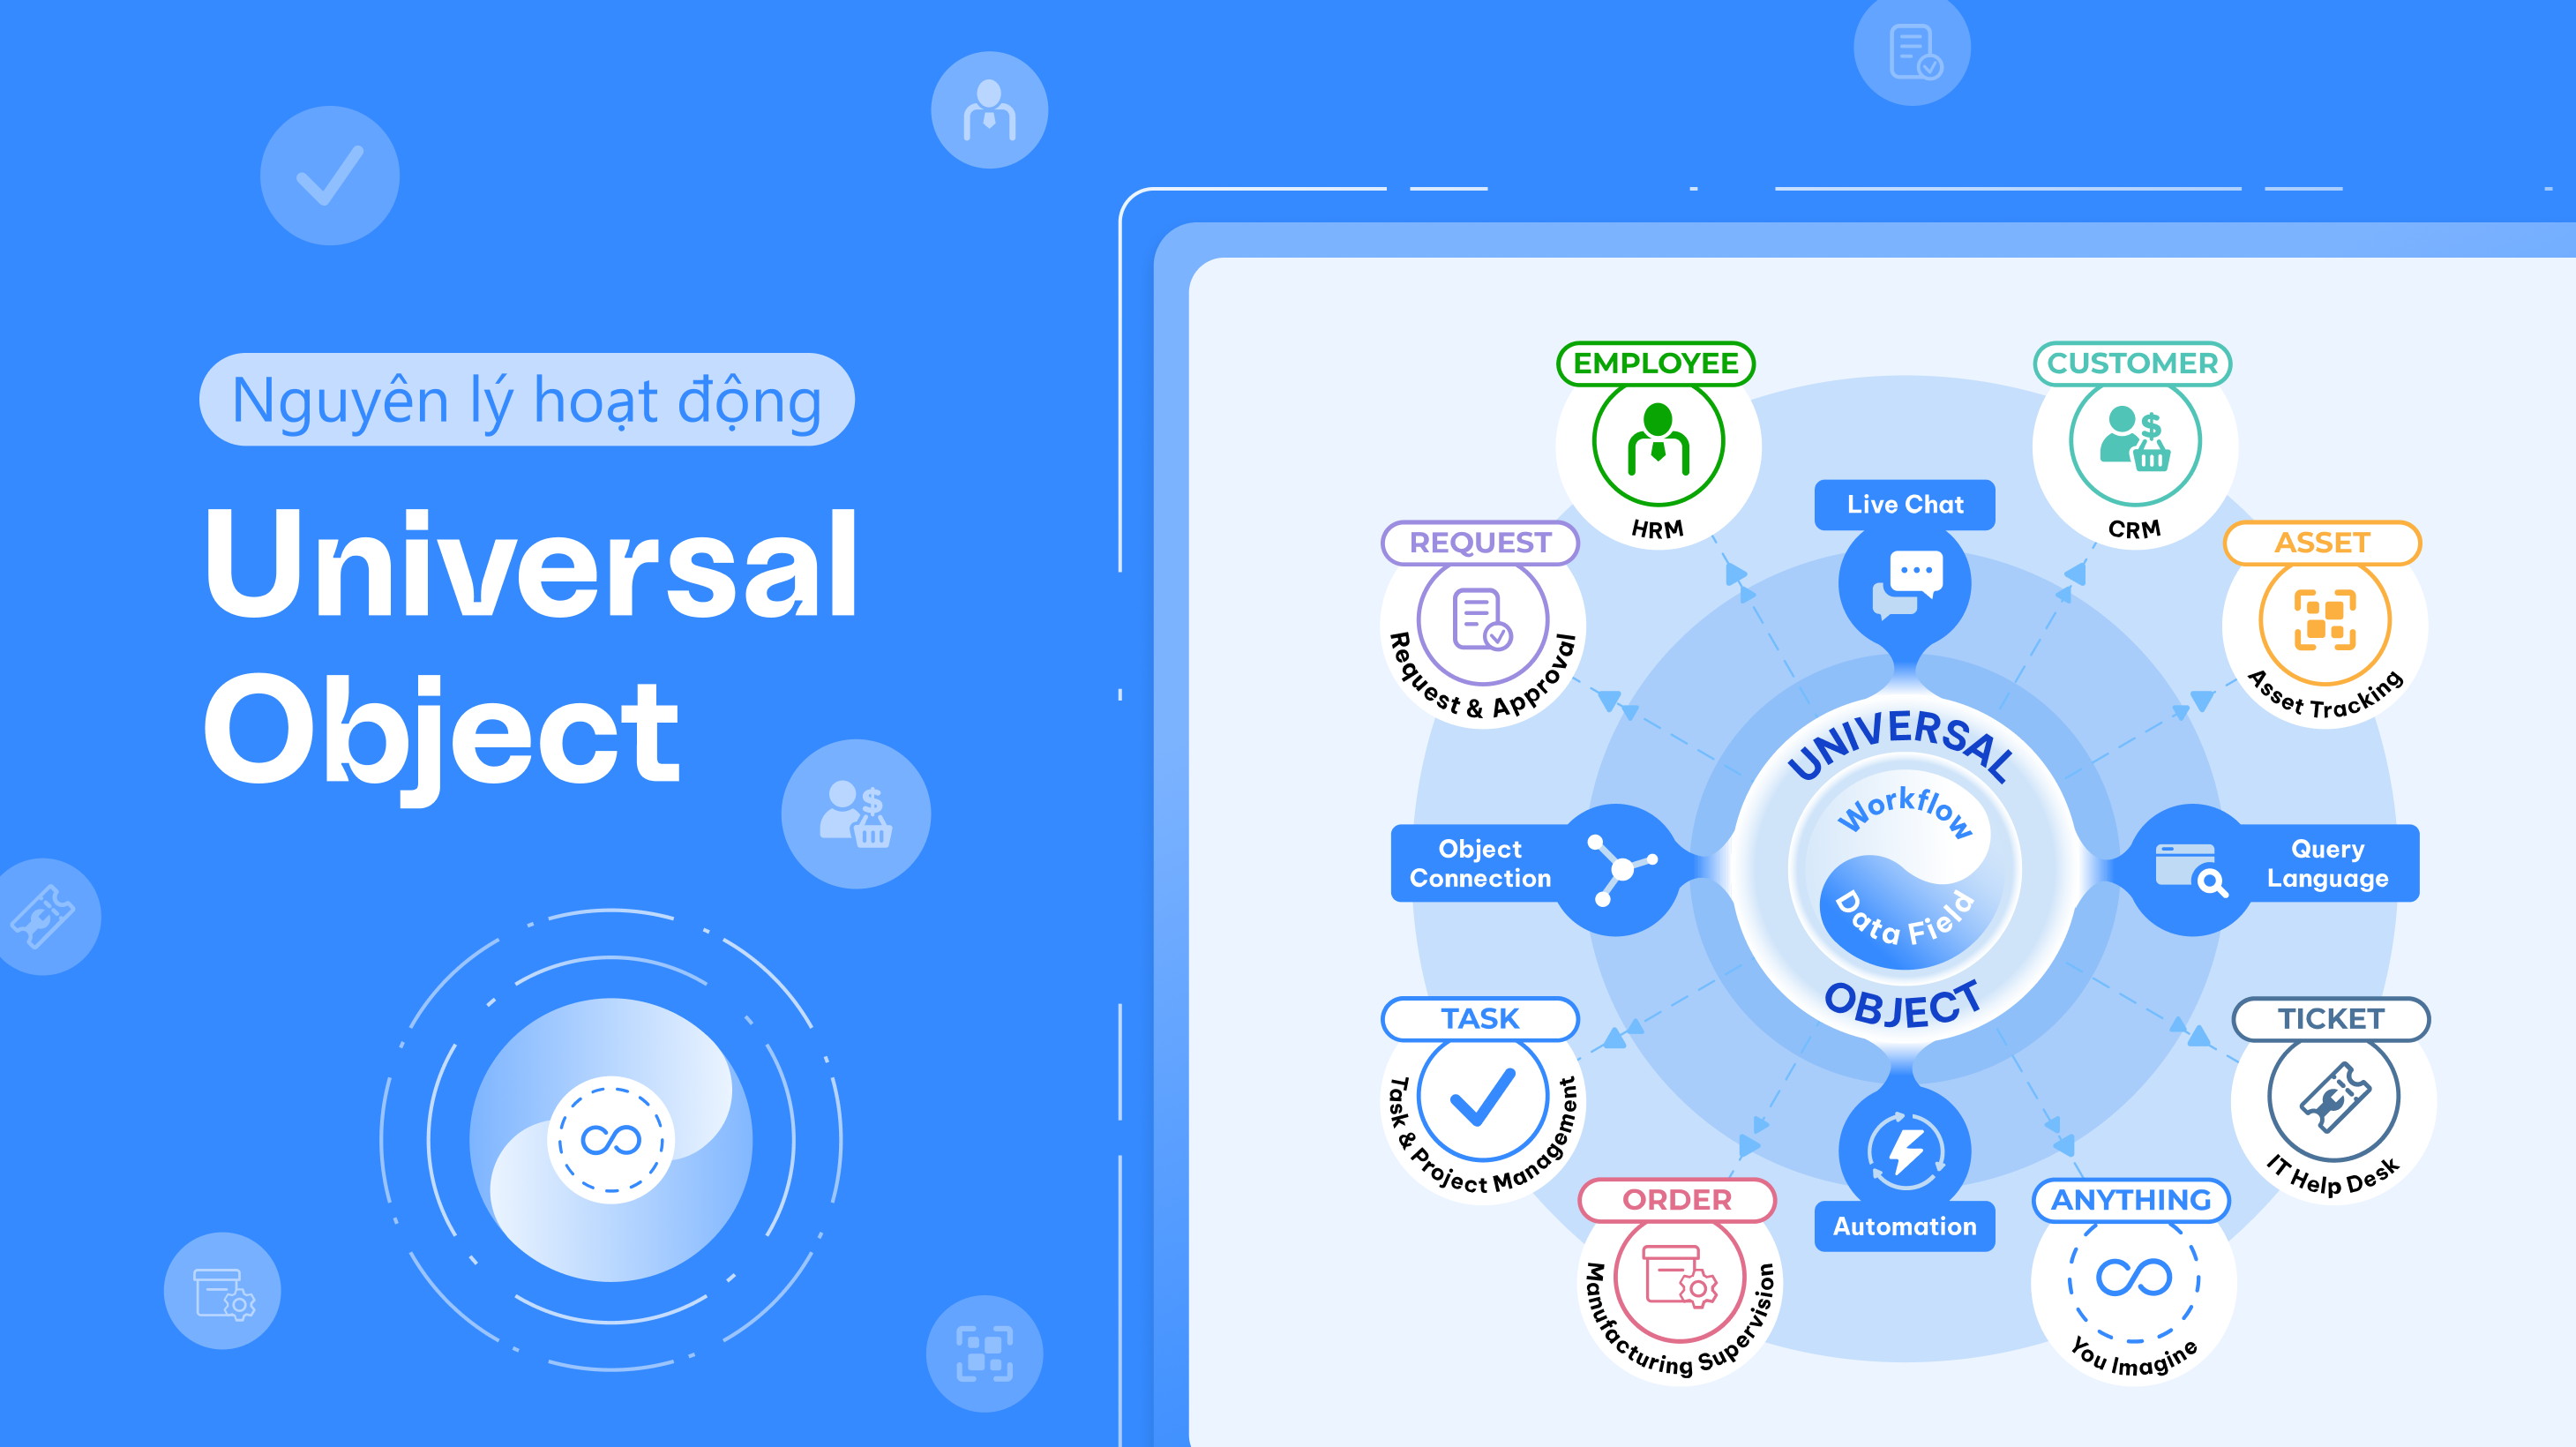 Nguyên lý hoạt động
Universal
Object
EMPLOYEE
HRM
CUSTOMER
CRM
Live Chat
REQUEST
Request & Approval
ASSET
Asset Tracking
UNIVERSAL
Workflow
Data Field
OBJECT
Object
Connection
Query
Language
TASK
Task & Project Management
TICKET
IT Help Desk
ORDER
Manufacturing Supervision
Automation
ANYTHING
You Imagine